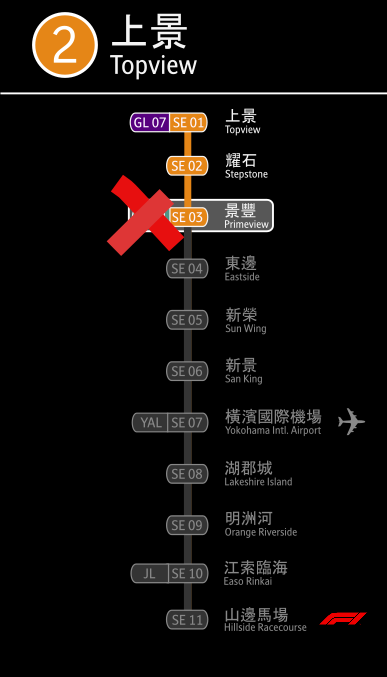 2
上景
Topview
GL 07 SE 01 上景
Topview
SE 02 耀石
Stepstone
SE 03 景豐
Primeview
SE 04 東邊
Eastside
SE 05 新榮
Sun Wing
SE 06 新景
San King
YAL SE 07 橫濱國際機場
Yokohama Intl. Airport
SE 08 湖郡城
Lakeshire Island
SE 09 明洲河
Orange Riverside
JL SE 10 江索臨海
Easo Rinkai
SE 11 山邊馬場
Hillside Racecourse